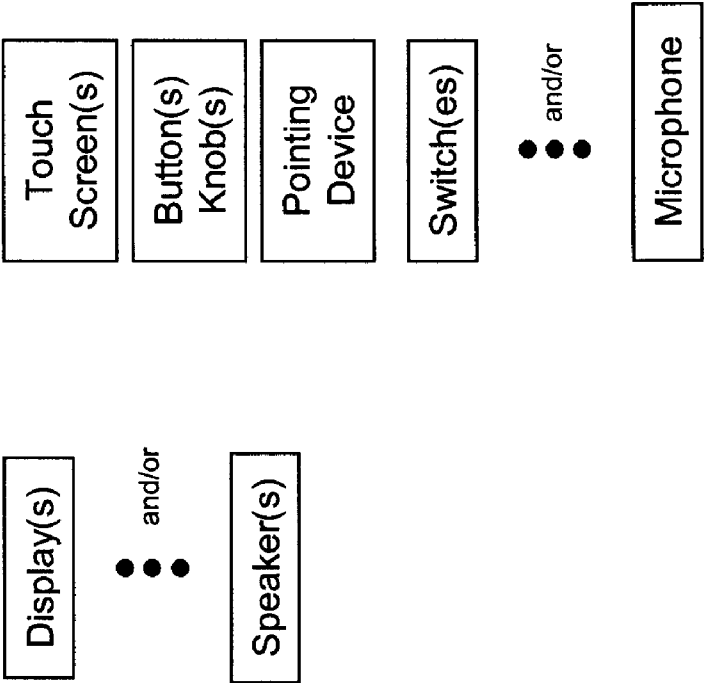 Display(s)
and/or
Speaker(s)
Touch
Screen(s)
Button(s)
Knob(s)
Pointing
Device
Switch(es)
and/or
Microphone